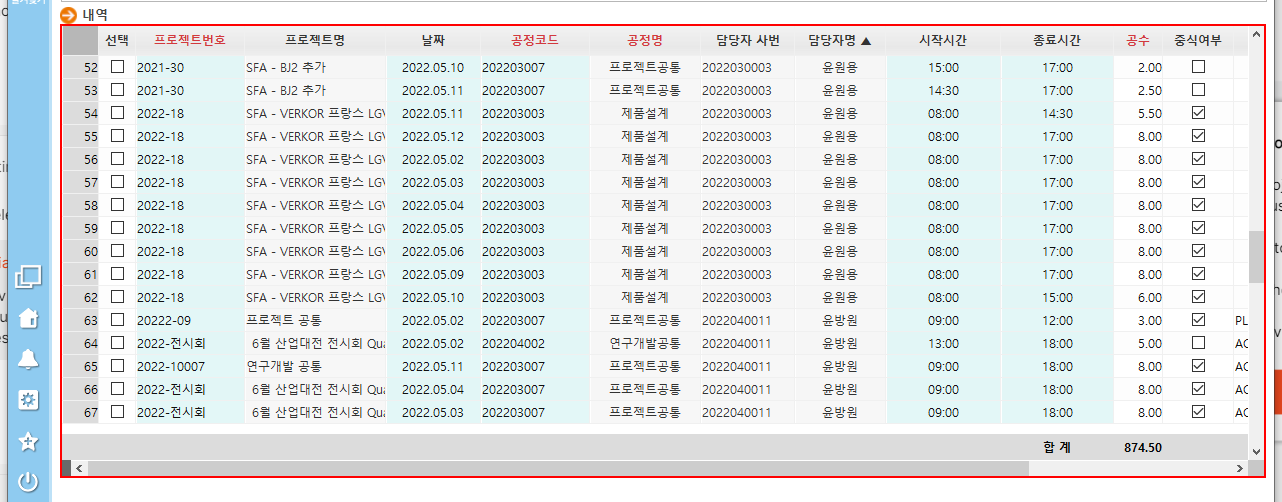 내역
선택 프로젝트번호 프로젝트명 날짜 공정코드 공정명 담당자 사번 담당자명 ▲ 시작시간 종료시간 공수 중식여부
52 2021-30 SFA - BJ2 추가 2022.05.10 202203007 프로젝트공통 2022030003 윤원용 15:00 17:00 2.00
53 2021-30 SFA - BJ2 추가 2022.05.11 202203007 프로젝트공통 2022030003 윤원용 14:30 17:00 2.50
54 2022-18 SFA - VERKOR 프랑스 LGV 2022.05.11 202203003 제품설계 2022030003 윤원용 08:00 14:30 5.50
55 2022-18 SFA - VERKOR 프랑스 LGV 2022.05.12 202203003 제품설계 2022030003 윤원용 08:00 17:00 8.00
56 2022-18 SFA - VERKOR 프랑스 LGV 2022.05.02 202203003 제품설계 2022030003 윤원용 08:00 17:00 8.00
57 2022-18 SFA - VERKOR 프랑스 LGV 2022.05.03 202203003 제품설계 2022030003 윤원용 08:00 17:00 8.00
58 2022-18 SFA - VERKOR 프랑스 LGV 2022.05.04 202203003 제품설계 2022030003 윤원용 08:00 17:00 8.00
59 2022-18 SFA - VERKOR 프랑스 LGV 2022.05.05 202203003 제품설계 2022030003 윤원용 08:00 17:00 8.00
60 2022-18 SFA - VERKOR 프랑스 LGV 2022.05.06 202203003 제품설계 2022030003 윤원용 08:00 17:00 8.00
61 2022-18 SFA - VERKOR 프랑스 LGV 2022.05.09 202203003 제품설계 2022030003 윤원용 08:00 17:00 8.00
62 2022-18 SFA - VERKOR 프랑스 LGV 2022.05.10 202203003 제품설계 2022030003 윤원용 08:00 15:00 6.00
63 20222-09 프로젝트 공통 2022.05.02 202203007 프로젝트공통 2022040011 윤방원 09:00 12:00 3.00 PL
64 2022-전시회 6월 산업대전 전시회 Qua 2022.05.02 202204002 연구개발공통 2022040011 윤방원 13:00 18:00 5.00 AC
65 2022-10007 연구개발 공통 2022.05.11 202203007 프로젝트공통 2022040011 윤방원 09:00 18:00 8.00 AC
66 2022-전시회 6월 산업대전 전시회 Qua 2022.05.04 202203007 프로젝트공통 2022040011 윤방원 09:00 18:00 8.00 AC
67 2022-전시회 6월 산업대전 전시회 Qua 2022.05.03 202203007 프로젝트공통 2022040011 윤방원 09:00 18:00 8.00 AC
합 계 874.50